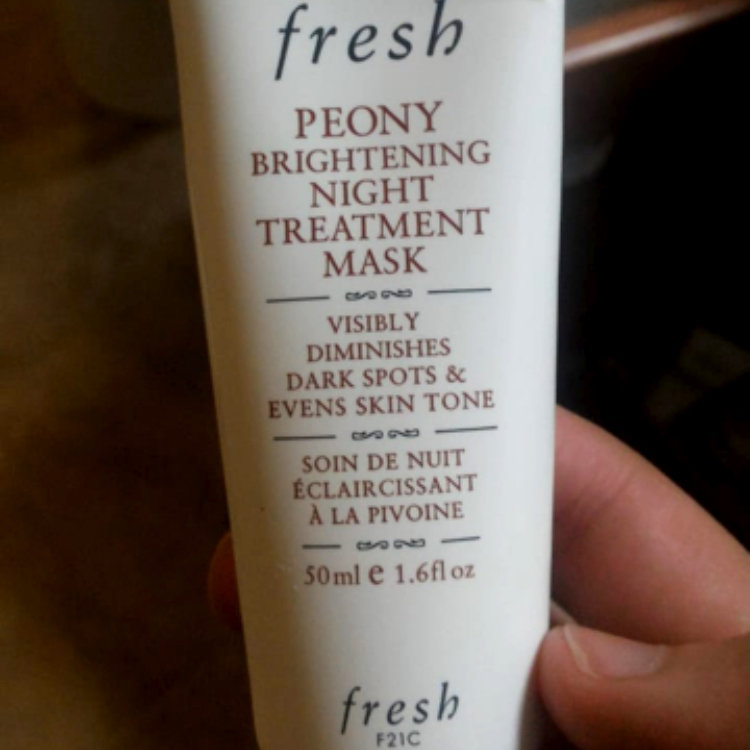 fresh
PEONY
BRIGHTENING
NIGHT
TREATMENT
MASK
VISIBLY
DIMINISHES
DARK SPOTS &
EVENS SKIN TONE
SOIN DE NUIT
ÉCLAIRCISSANT
À LA PIVOINE
50ml e 1.6fl oz
fresh
F21C